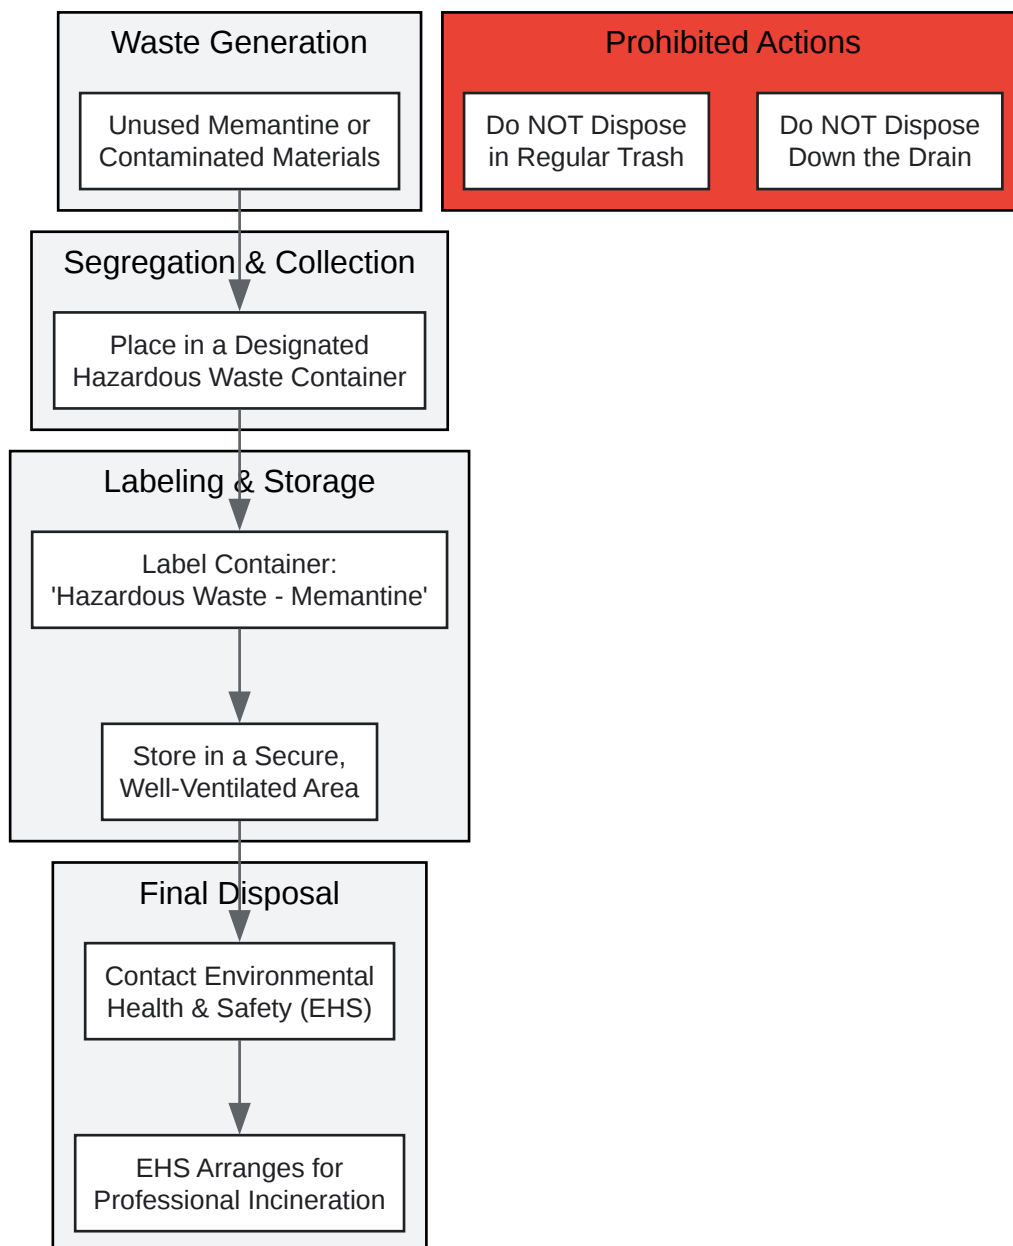 Waste Generation
Unused Memantine or
Contaminated Materials
Prohibited Actions
Do NOT Dispose
in Regular Trash
Do NOT Dispose
Down the Drain
Segregation & Collection
Place in a Designated
Hazardous Waste Container
Labeling & Storage
Label Container:
'Hazardous Waste - Memantine'
Store in a Secure,
Well-Ventilated Area
Final Disposal
Contact Environmental
Health & Safety (EHS)
EHS Arranges for
Professional Incineration